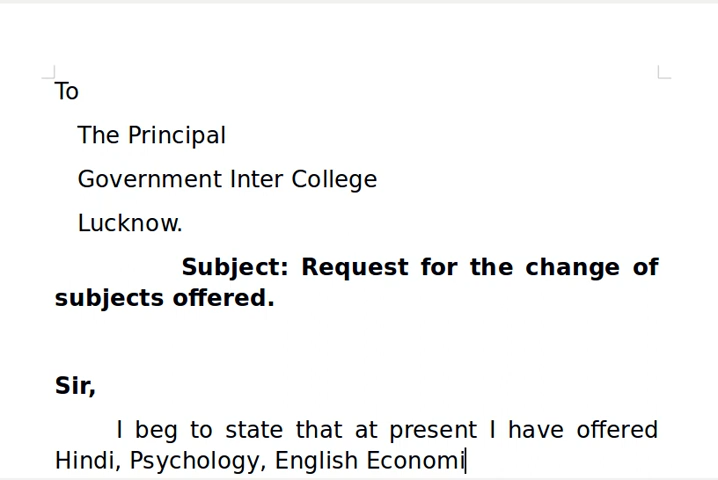 To
The Principal
Government Inter College
Lucknow.
Subject: Request for the change of
subjects offered.
Sir,
I beg to state that at present I have offered
Hindi, Psychology, English Economi